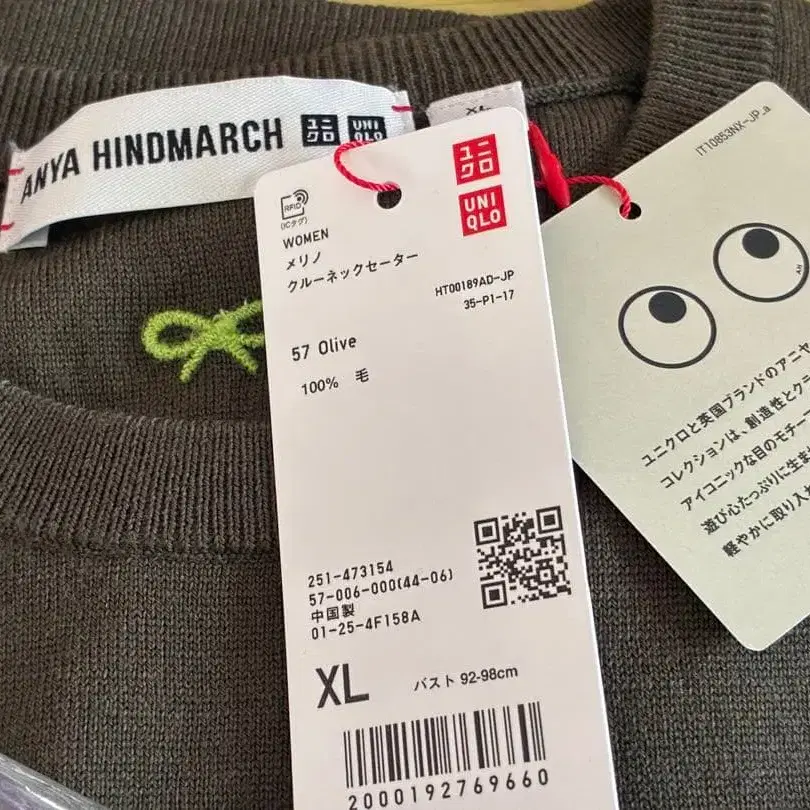 ANYA HINDMARCH
ユニクロ
UNIQLO
XL
ユニクロ
UNIQLO
RFID
(ICタグ)
WOMEN
メリノ
クルーネックセーター
HT00189AD-JP
35-P1-17
57 Olive
100% 毛
251-473154
57-006-000(44-06)
中国製
01-25-4F158A
XL
バスト 92-98cm
2000192769660
IT10853NX-JP_a
ユニクロと英国ブランドのアニヤ
コレクションは、創造性とク
アイコニックな目のモチー
遊び心たっぷりに生ま
軽やかに取り入